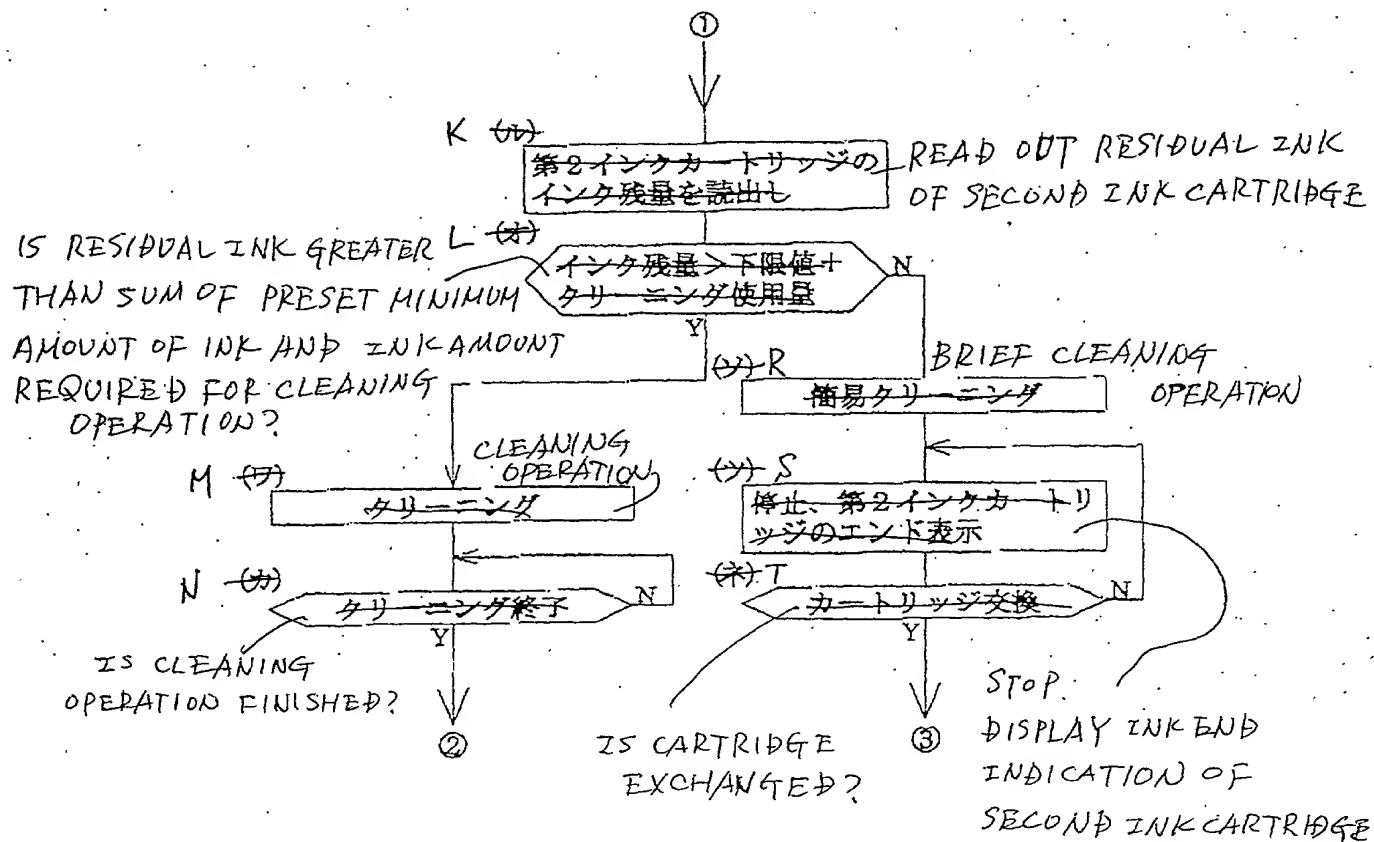 ①
K (ル)
第2インクカートリッジの
インク残量を読出し
READ OUT RESIDUAL INK
OF SECOND INK CARTRIDGE
L (オ)
IS RESIDUAL INK GREATER
THAN SUM OF PRESET MINIMUM
AMOUNT OF INK AND INK AMOUNT
REQUIRED FOR CLEANING
OPERATION?
インク残量>下限値+
クリーニング使用量
N
Y
(ソ) R
BRIEF CLEANING
OPERATION
簡易クリーニング
M (ワ)
CLEANING
OPERATION
クリーニング
(ツ) S
停止、第2インクカートリ
ッジのエンド表示
N (カ)
クリーニング終了
N
Y
(ネ) T
カートリッジ交換
N
Y
IS CLEANING
OPERATION FINISHED?
②
IS CARTRIDGE
EXCHANGED?
③
STOP.
DISPLAY INK END
INDICATION OF
SECOND INK CARTRIDGE